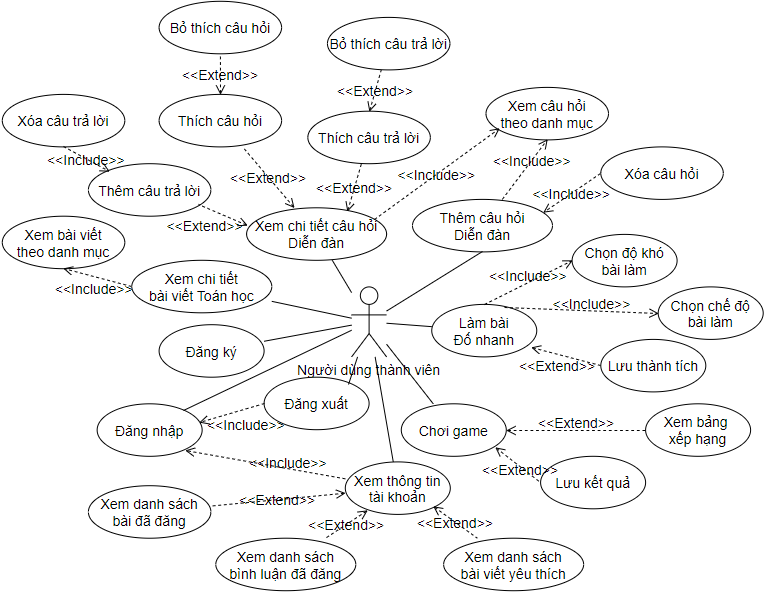 Bỏ thích câu hỏi
Bỏ thích câu trả lời
<<Extend>>
<<Extend>>
Xóa câu trả lời
Thích câu hỏi
Thích câu trả lời
Xem câu hỏi
theo danh mục
<<Include>>
<<Extend>>
<<Extend>>
<<Include>>
<<Include>>
Xóa câu hỏi
<<Include>>
Thêm câu trả lời
<<Extend>>
Xem chi tiết câu hỏi
Diễn đàn
Thêm câu hỏi
Diễn đàn
Xem bài viết
theo danh mục
<<Include>>
Xem chi tiết
bài viết Toán học
Chọn độ khó
bài làm
<<Include>>
<<Include>>
Chọn chế độ
bài làm
Làm bài
Đố nhanh
Đăng ký
Người dùng thành viên
<<Extend>>
Lưu thành tích
Đăng xuất
Đăng nhập
<<Include>>
Chơi game
<<Extend>>
Xem bảng
xếp hạng
<<Include>>
<<Extend>>
Lưu kết quả
Xem thông tin
tài khoản
Xem danh sách
bài đã đăng
<<Extend>>
<<Extend>>
<<Extend>>
Xem danh sách
bình luận đã đăng
Xem danh sách
bài viết yêu thích